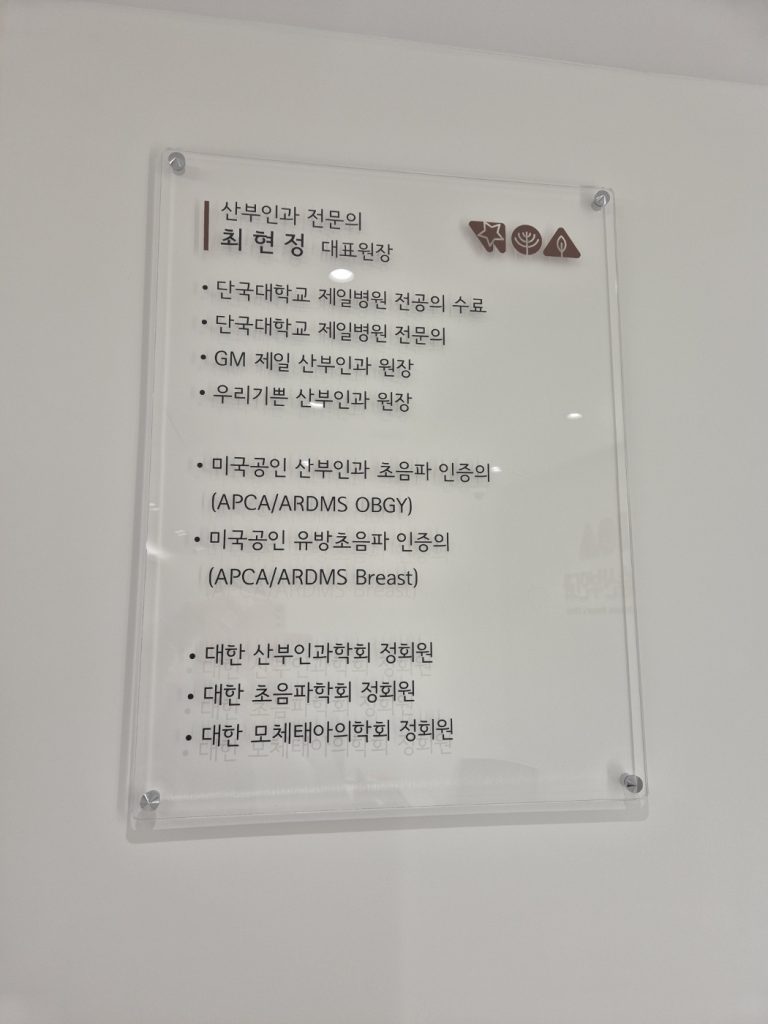 산부인과 전문의
최현정 대표원장
• 단국대학교 제일병원 전공의 수료
• 단국대학교 제일병원 전문의
• GM 제일 산부인과 원장
• 우리기쁜 산부인과 원장
• 미국공인 산부인과 초음파 인증의
(APCA/ARDMS OBGY)
• 미국공인 유방초음파 인증의
(APCA/ARDMS Breast)
• 대한 산부인과학회 정회원
• 대한 초음파학회 정회원
• 대한 모체태아의학회 정회원